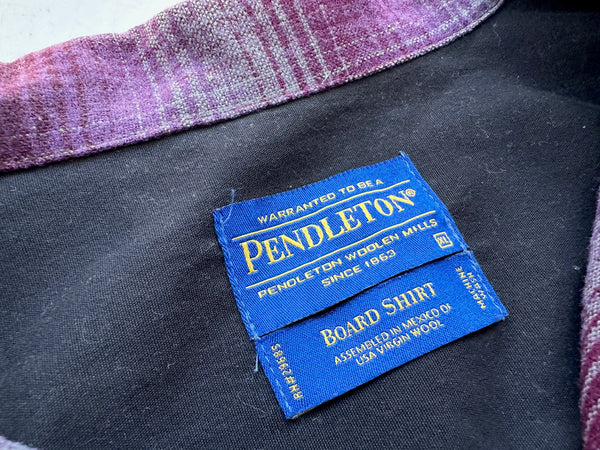 WARRANTED TO BE A
PENDLETON®
PENDLETON WOOLEN MILLS
SINCE 1863
XL
BOARD SHIRT
ASSEMBLED IN MEXICO OF
USA VIRGIN WOOL
RN#29685
MACHINE
WASH